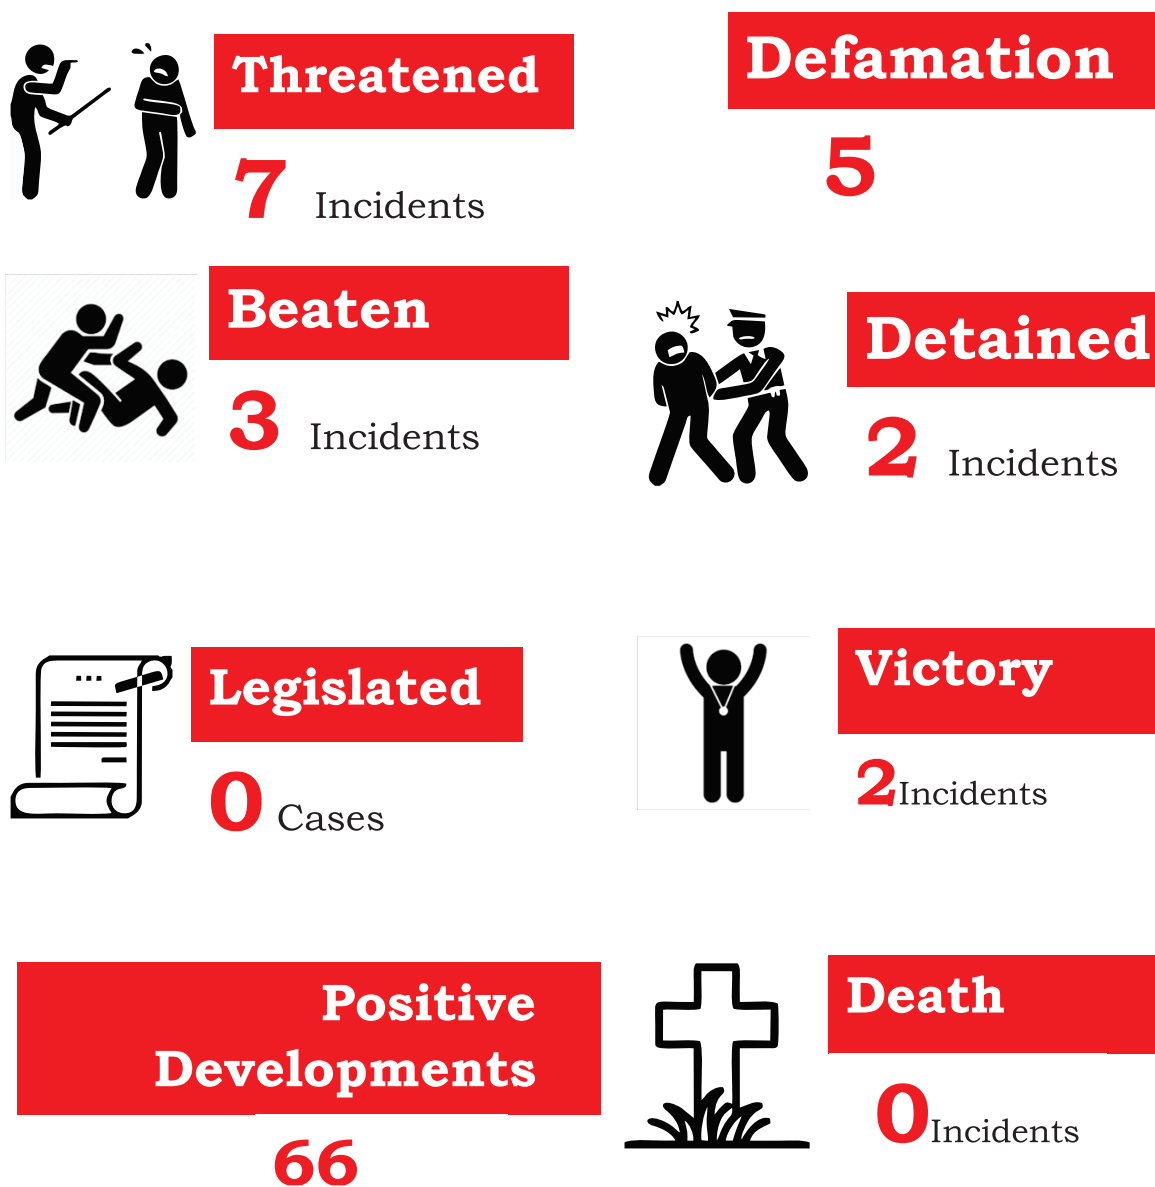 Threatened
7 Incidents
Defamation
5
Beaten
3 Incidents
Detained
2 Incidents
Legislated
0 Cases
Victory
2Incidents
Positive
Developments
66
Death
0Incidents